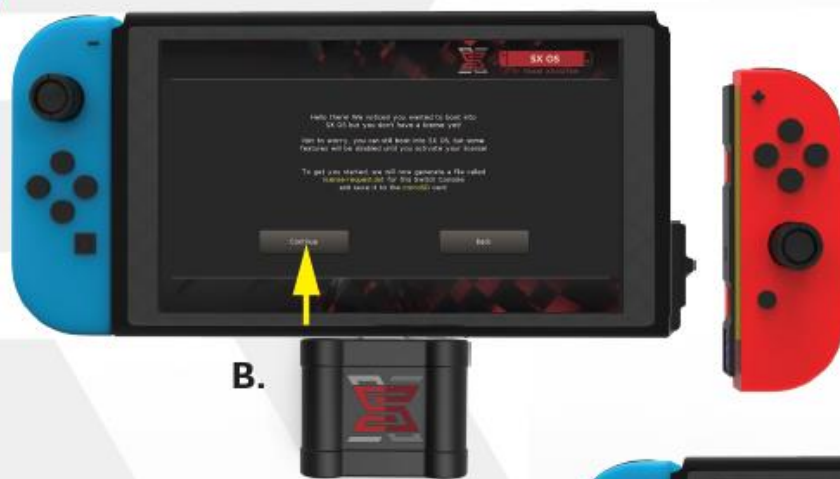 SX OS
TEAM XECUTER
Hello there! We noticed you wanted to boot into
SX OS but you don't have a license yet!
Not to worry, you can still boot into SX OS, but some
features will be disabled until you activate your license!
To get you started, we will now generate a file called
license-request.dat for this Switch Console
and save it to the microSD card
Continue
Back
B.